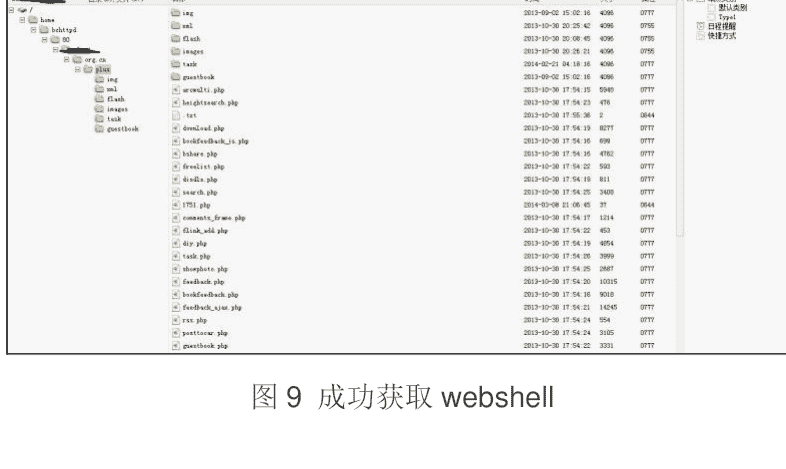 /
home
bzhttpd
80
org.cn
plus
img
xml
flash
images
task
guestbook
img 2013-09-02 15:02:16 4096 0777
xml 2013-10-30 20:25:42 4096 0755
flash 2013-10-30 20:08:45 4096 0755
images 2013-10-30 20:26:21 4096 0755
task 2014-02-21 04:18:16 4096 0777
guestbook 2013-09-02 15:02:16 4096 0777
arcmulti.php 2013-10-30 17:54:15 5949 0777
heightsearch.php 2013-10-30 17:54:23 476 0777
.txt 2013-10-30 17:55:36 2 0644
download.php 2013-10-30 17:54:19 8277 0777
bookfeedback_js.php 2013-10-30 17:54:16 699 0777
bshare.php 2013-10-30 17:54:16 4762 0777
freelist.php 2013-10-30 17:54:22 593 0777
disdls.php 2013-10-30 17:54:19 811 0777
search.php 2013-10-30 17:54:25 3400 0777
1751.php 2014-03-08 21:06:45 37 0644
comments_frame.php 2013-10-30 17:54:17 1214 0777
flink_add.php 2013-10-30 17:54:22 453 0777
diy.php 2013-10-30 17:54:19 4854 0777
task.php 2013-10-30 17:54:26 3999 0777
showphoto.php 2013-10-30 17:54:25 2687 0777
feedback.php 2013-10-30 17:54:20 10315 0777
bookfeedback.php 2013-10-30 17:54:16 9018 0777
feedback_ajax.php 2013-10-30 17:54:21 14245 0777
rss.php 2013-10-30 17:54:24 554 0777
posttocar.php 2013-10-30 17:54:24 3105 0777
guestbook.php 2013-10-30 17:54:22 3331 0777
默认类别
Type1
日程提醒
快捷方式
图 9 成功获取 webshell